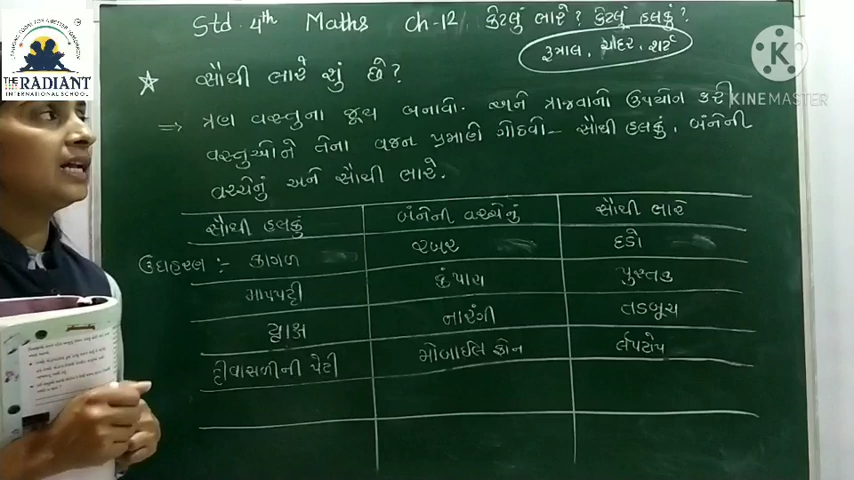 Std. 4th Maths Ch-12 કેટલું ભારે? કેટલું હલકું?
રૂમાલ, ચાદર, શર્ટ
THE RADIANT
INTERNATIONAL SCHOOL
KINEMASTER
☆ સૌથી ભારે શું છે?
⇒ ત્રણ વસ્તુના જૂથ બનાવો. અને ત્રાજવાનો ઉપયોગ કરી
વસ્તુઓને તેના વજન પ્રમાણે ગોઠવો – સૌથી હલકું, બંનેની
વચ્ચેનું અને સૌથી ભારે.
સૌથી હલકું બંનેની વચ્ચેનું સૌથી ભારે
ઉદાહરણ :- કાગળ રબર દડો
માપપટ્ટી કંપાસ પુસ્તક
દ્રાક્ષ નારંગી તડબૂચ
દીવાસળીની પેટી મોબાઈલ ફોન લેપટોપ